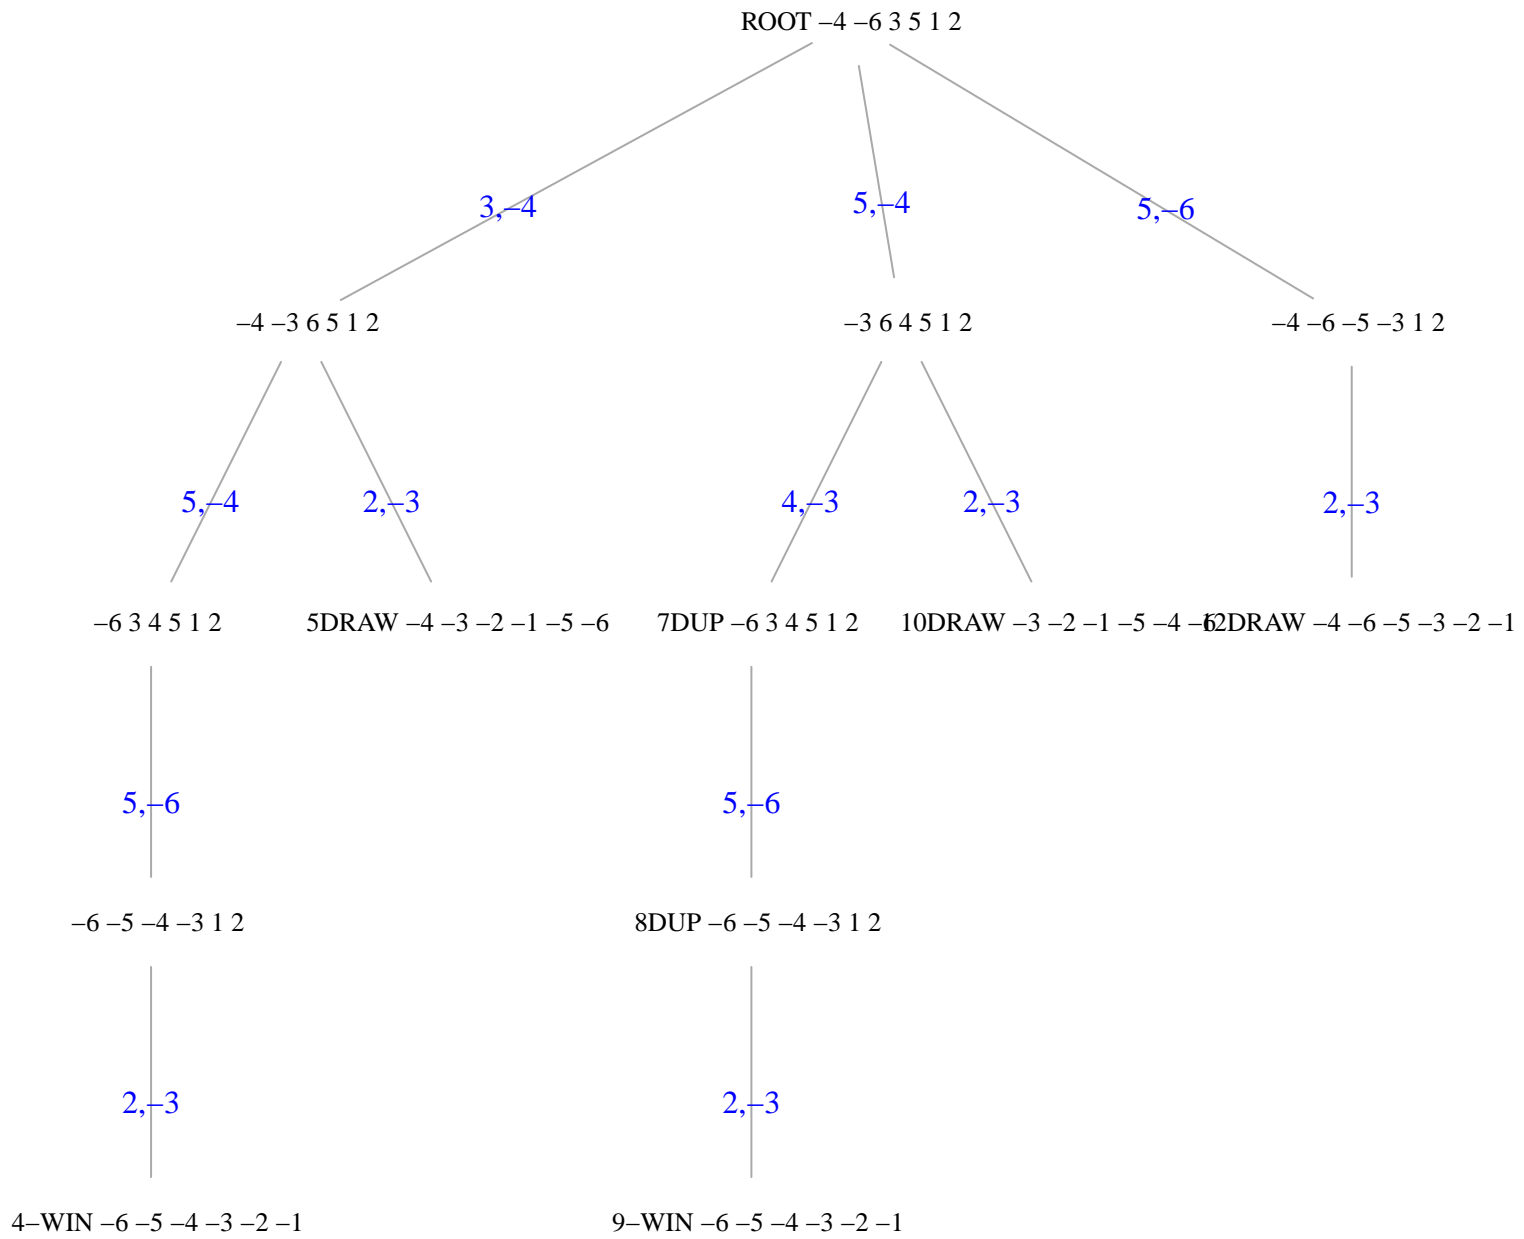 ROOT –4 –6 3 5 1 2
3,–4
5,–4
5,–6
–4 –3 6 5 1 2
–3 6 4 5 1 2
–4 –6 –5 –3 1 2
5,–4
2,–3
4,–3
2,–3
2,–3
–6 3 4 5 1 2
5DRAW –4 –3 –2 –1 –5 –6
7DUP –6 3 4 5 1 2
10DRAW –3 –2 –1 –5 –4 –6
12DRAW –4 –6 –5 –3 –2 –1
5,–6
5,–6
–6 –5 –4 –3 1 2
8DUP –6 –5 –4 –3 1 2
2,–3
2,–3
4–WIN –6 –5 –4 –3 –2 –1
9–WIN –6 –5 –4 –3 –2 –1